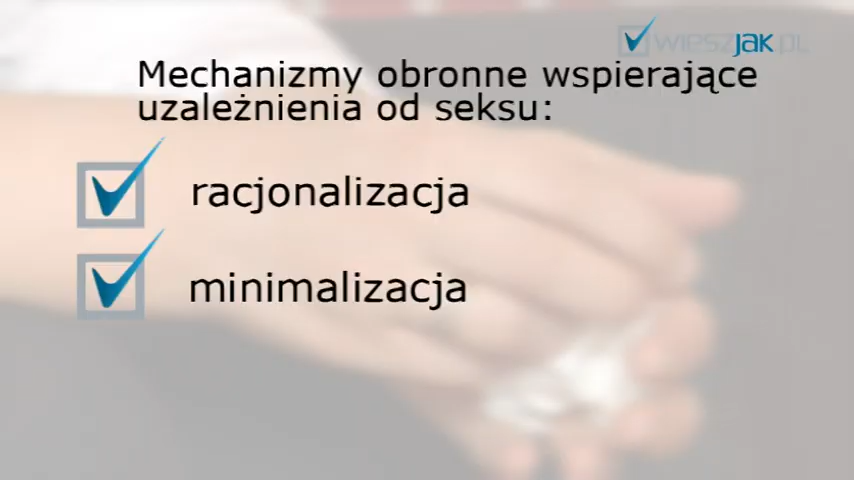 wieszjak.pl
Mechanizmy obronne wspierające
uzależnienia od seksu:
racjonalizacja
minimalizacja